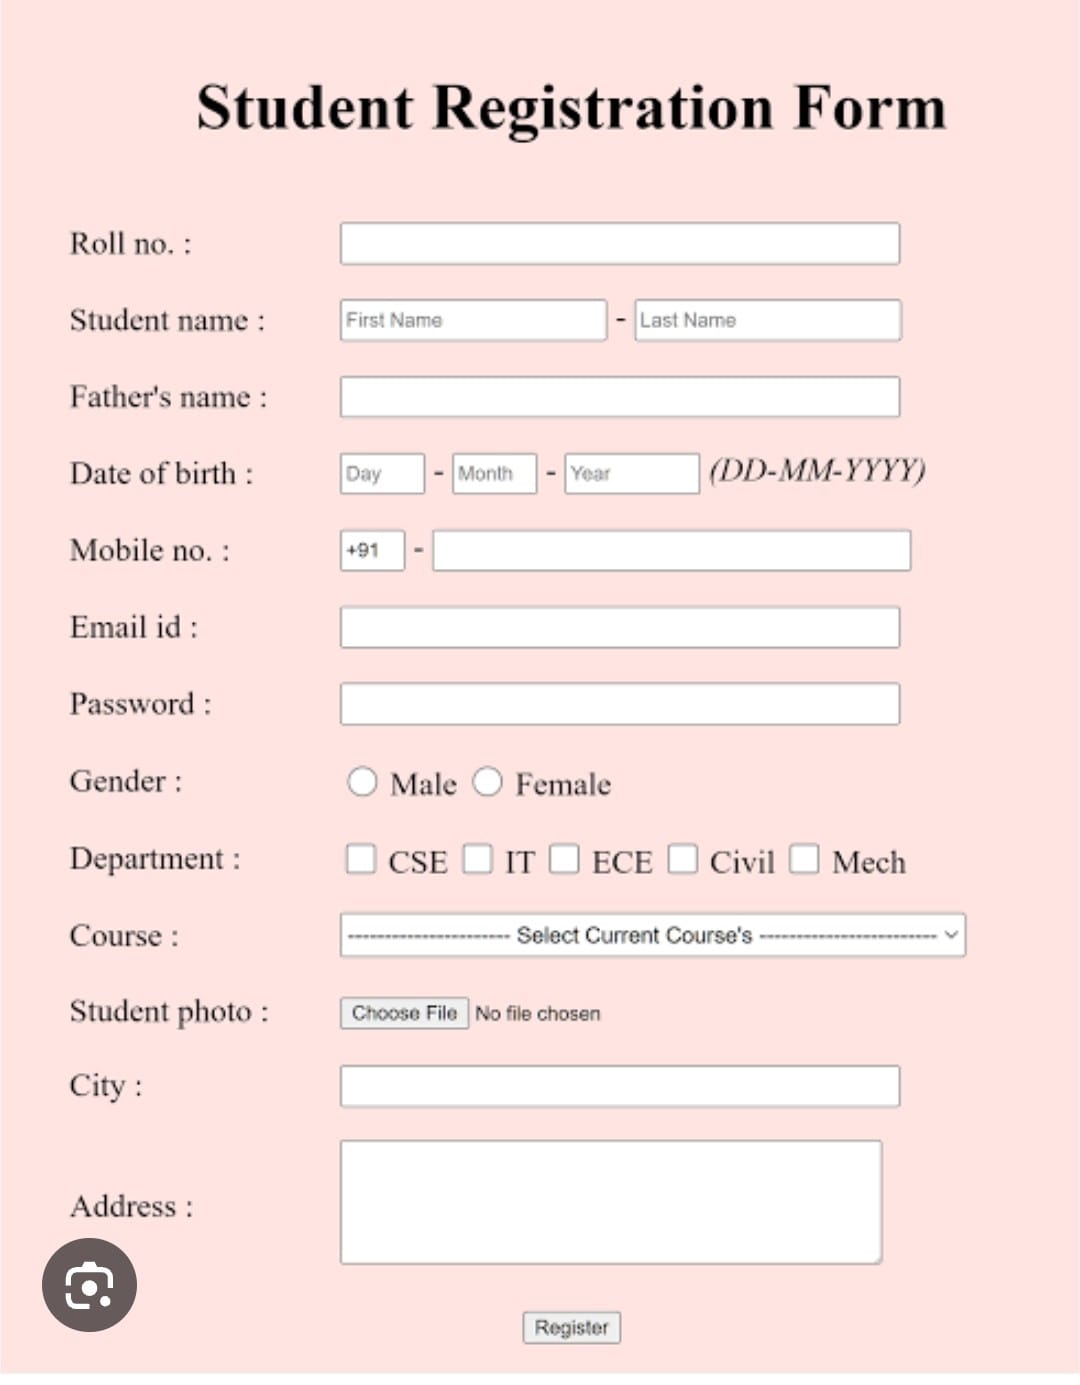 Student Registration Form
Roll no. :
Student name : First Name - Last Name
Father's name :
Date of birth : Day - Month - Year (DD-MM-YYYY)
Mobile no. : +91 -
Email id :
Password :
Gender : Male Female
Department : CSE IT ECE Civil Mech
Course : ---------------------- Select Current Course's ------------------------
Student photo : Choose File No file chosen
City :
Address :
Register